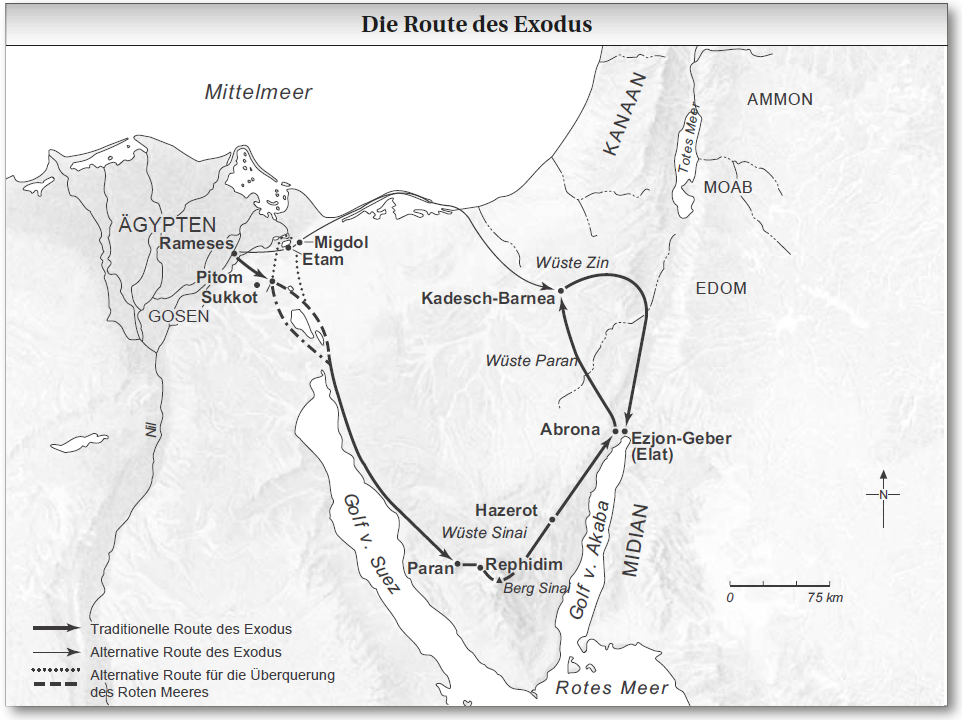 Die Route des Exodus
Mittelmeer
KANAAN
AMMON
Totes Meer
MOAB
ÄGYPTEN
Rameses
Migdol
Etam
Wüste Zin
Pitom
Sukkot
Kadesch-Barnea
EDOM
GOSEN
Wüste Paran
Nil
Abrona
Ezjon-Geber
(Elat)
N
Golf v. Suez
Hazerot
Wüste Sinai
Golf v. Akaba
MIDIAN
Paran
Rephidim
Berg Sinai
0 75 km
Traditionelle Route des Exodus
Alternative Route des Exodus
Alternative Route für die Überquerung
des Roten Meeres
Rotes Meer